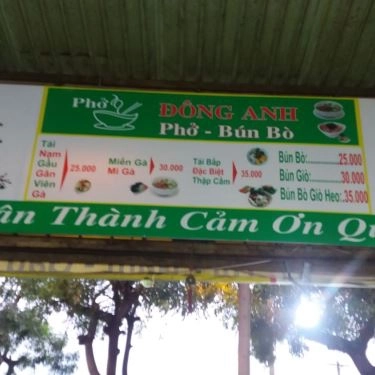 Phở ĐÔNG ANH
Phở - Bún Bò
Tái
Nạm
Gầu
Gân
Viên
Gà
25.000
Miến Gà
Mì Gà
30.000
Tái Bắp
Đặc Biệt
Thập Cẩm
35.000
Bún Bò:..............25.000
Bún Giò:.............30.000
Bún Bò Giò Heo:.35.000
ân Thành Cảm Ơn Qu